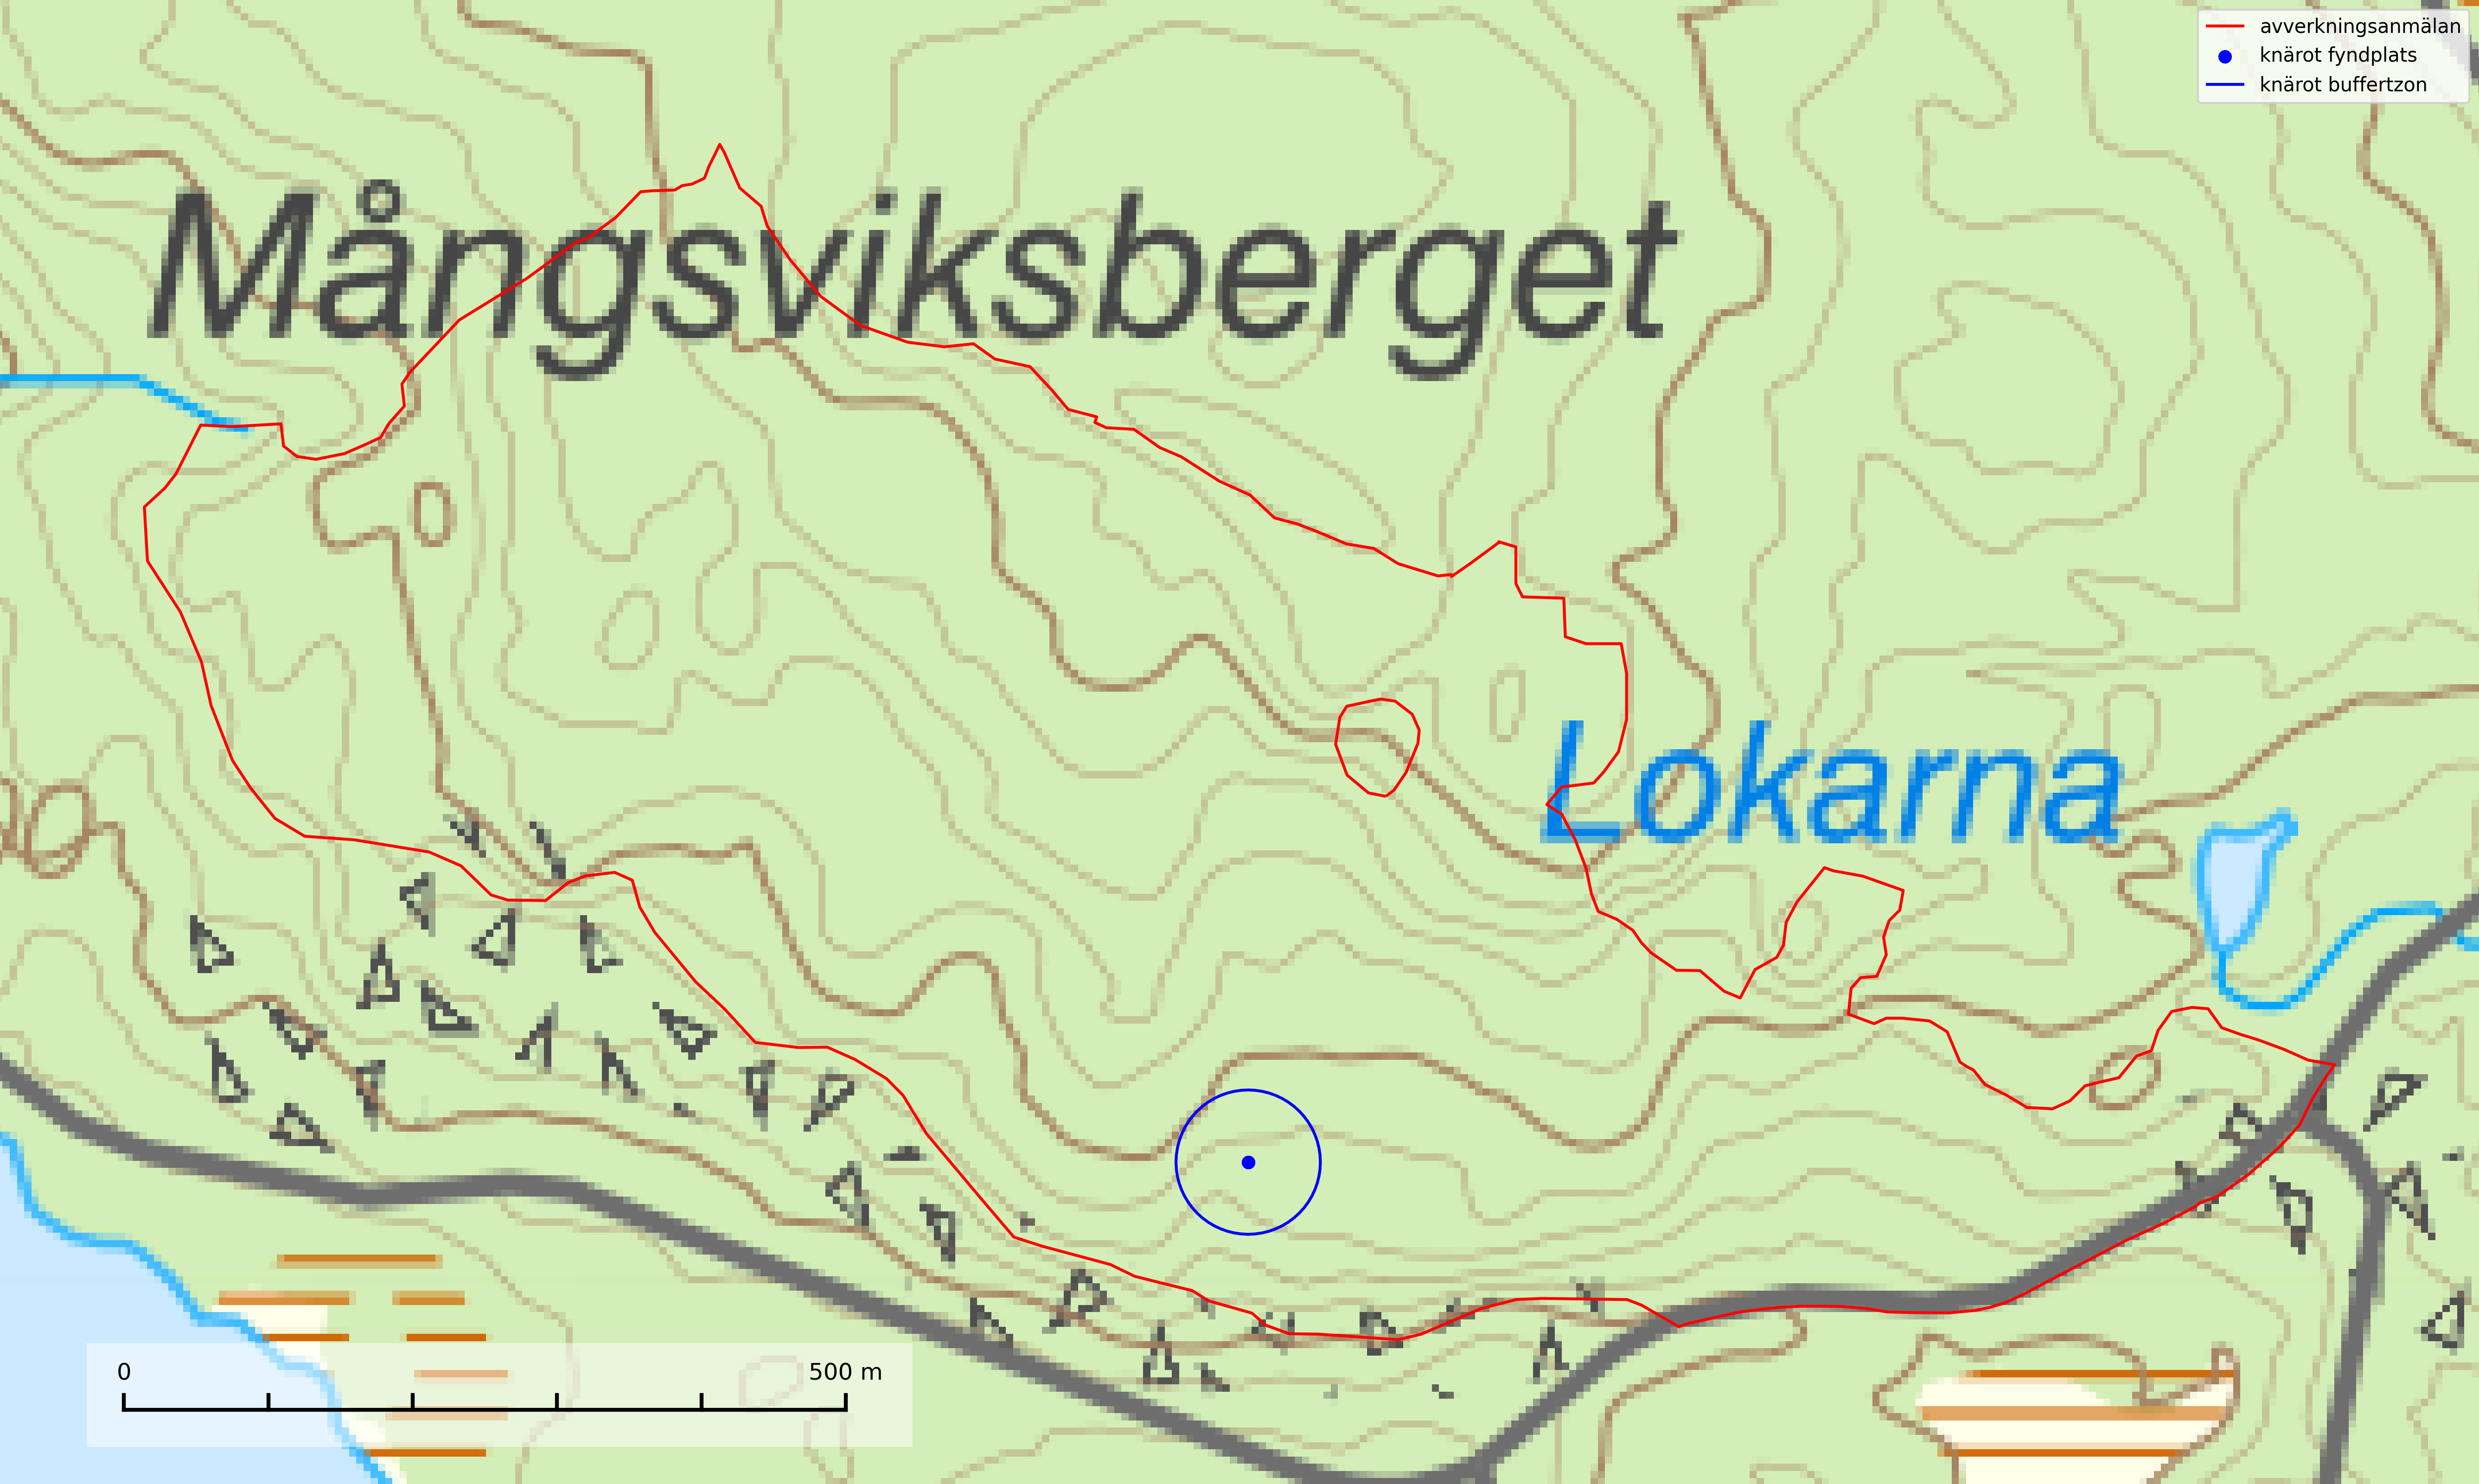 avverkningsanmälan
knärot fyndplats
knärot buffertzon
Mångsviksberget
Lokarna
0 500 m